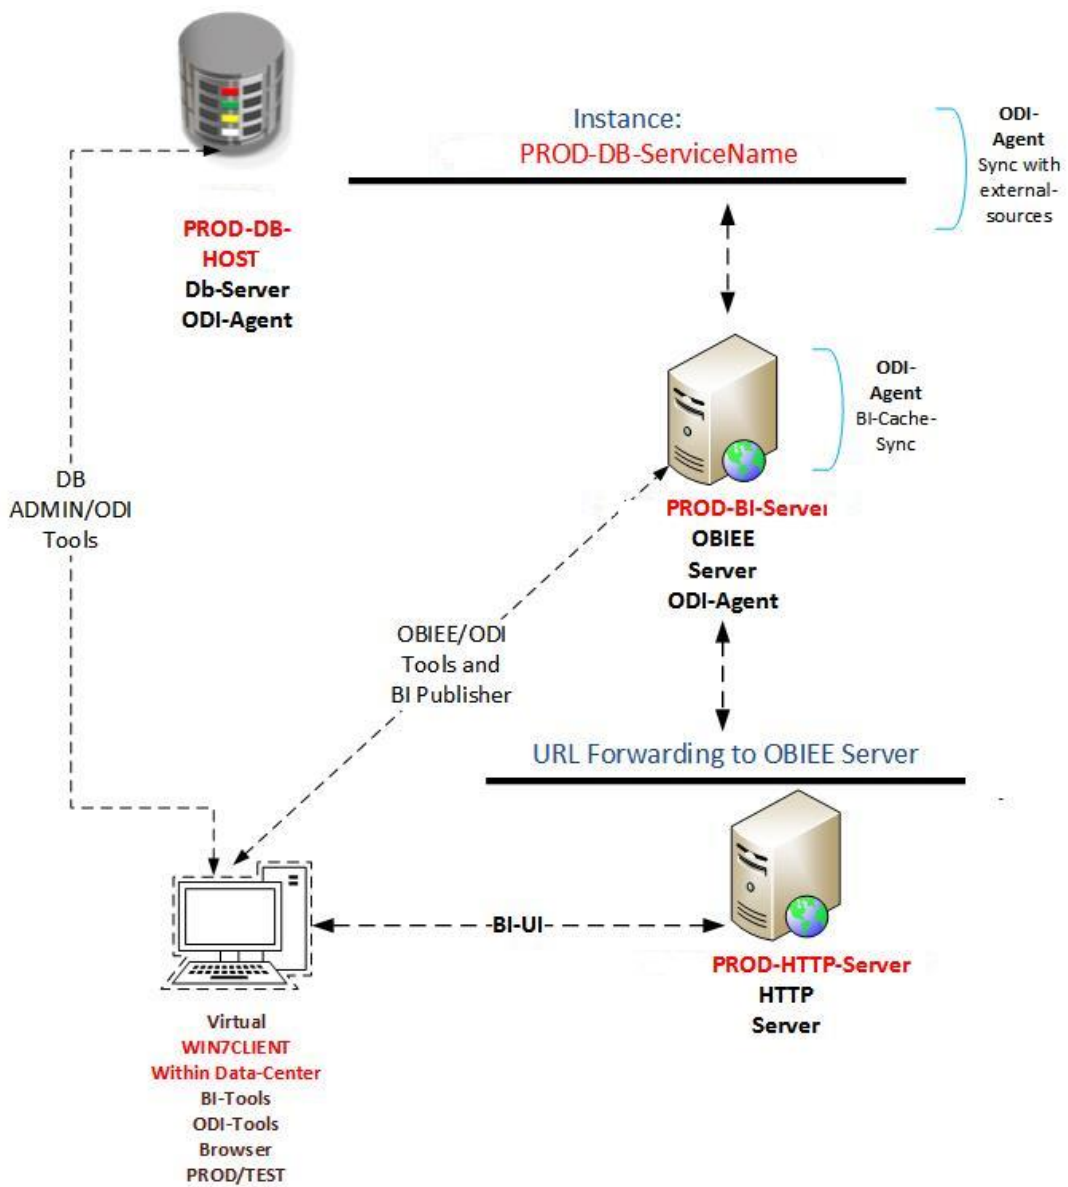 Instance:
PROD-DB-ServiceName
ODI-
Agent
Sync with
external-
sources
PROD-DB-
HOST
Db-Server
ODI-Agent
ODI-
Agent
BI-Cache-
Sync
DB
ADMIN/ODI
Tools
PROD-BI-Server
OBIEE
Server
ODI-Agent
OBIEE/ODI
Tools and
BI Publisher
URL Forwarding to OBIEE Server
-BI-UI-
PROD-HTTP-Server
HTTP
Server
Virtual
WIN7CLIENT
Within Data-Center
BI-Tools
ODI-Tools
Browser
PROD/TEST